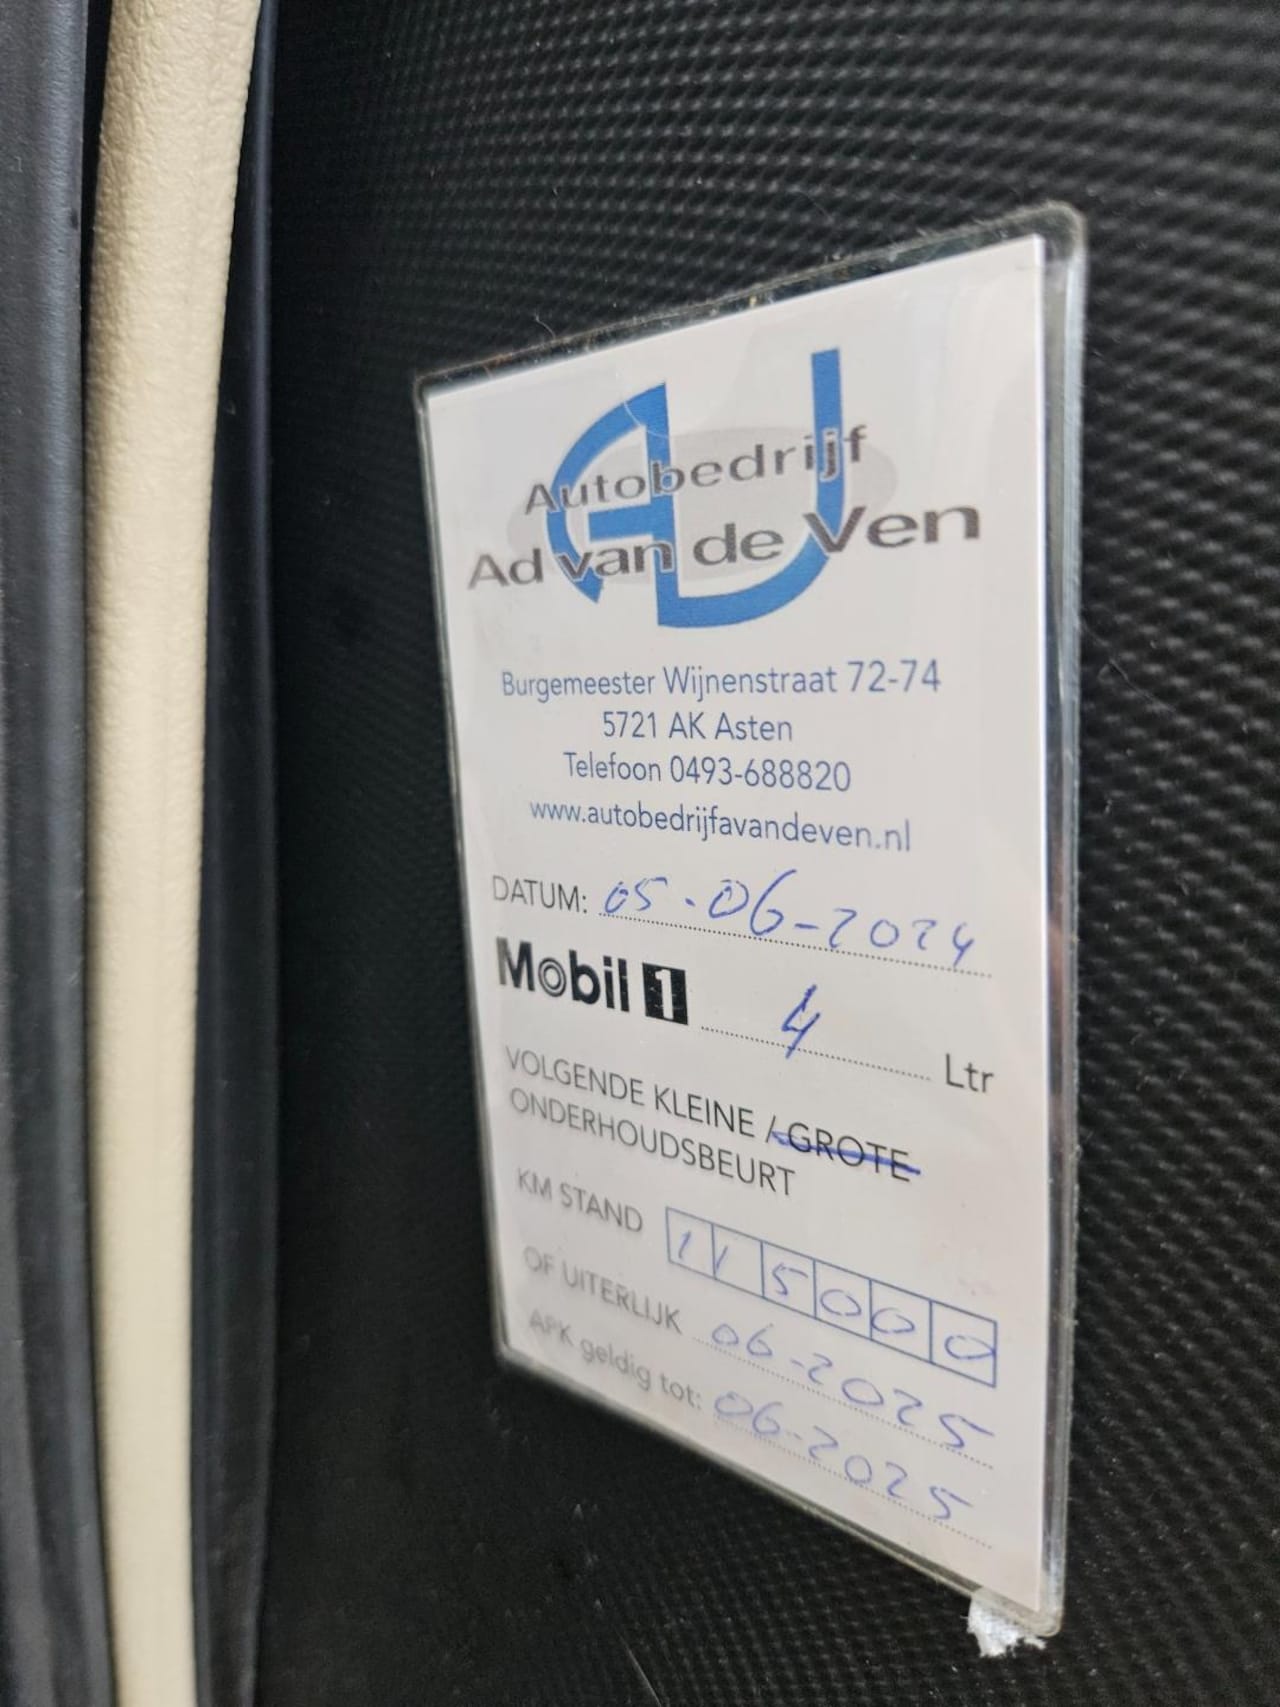 Autobedrijf
Ad van de Ven
Burgemeester Wijnenstraat 72-74
5721 AK Asten
Telefoon 0493-688820
www.autobedrijfavandeven.nl
DATUM: 05-06-2024
Mobil 1 4 Ltr
VOLGENDE KLEINE / GROTE
ONDERHOUDSBEURT
KM STAND 115000
OF UITERLIJK 06-2025
APK geldig tot: 06-2025